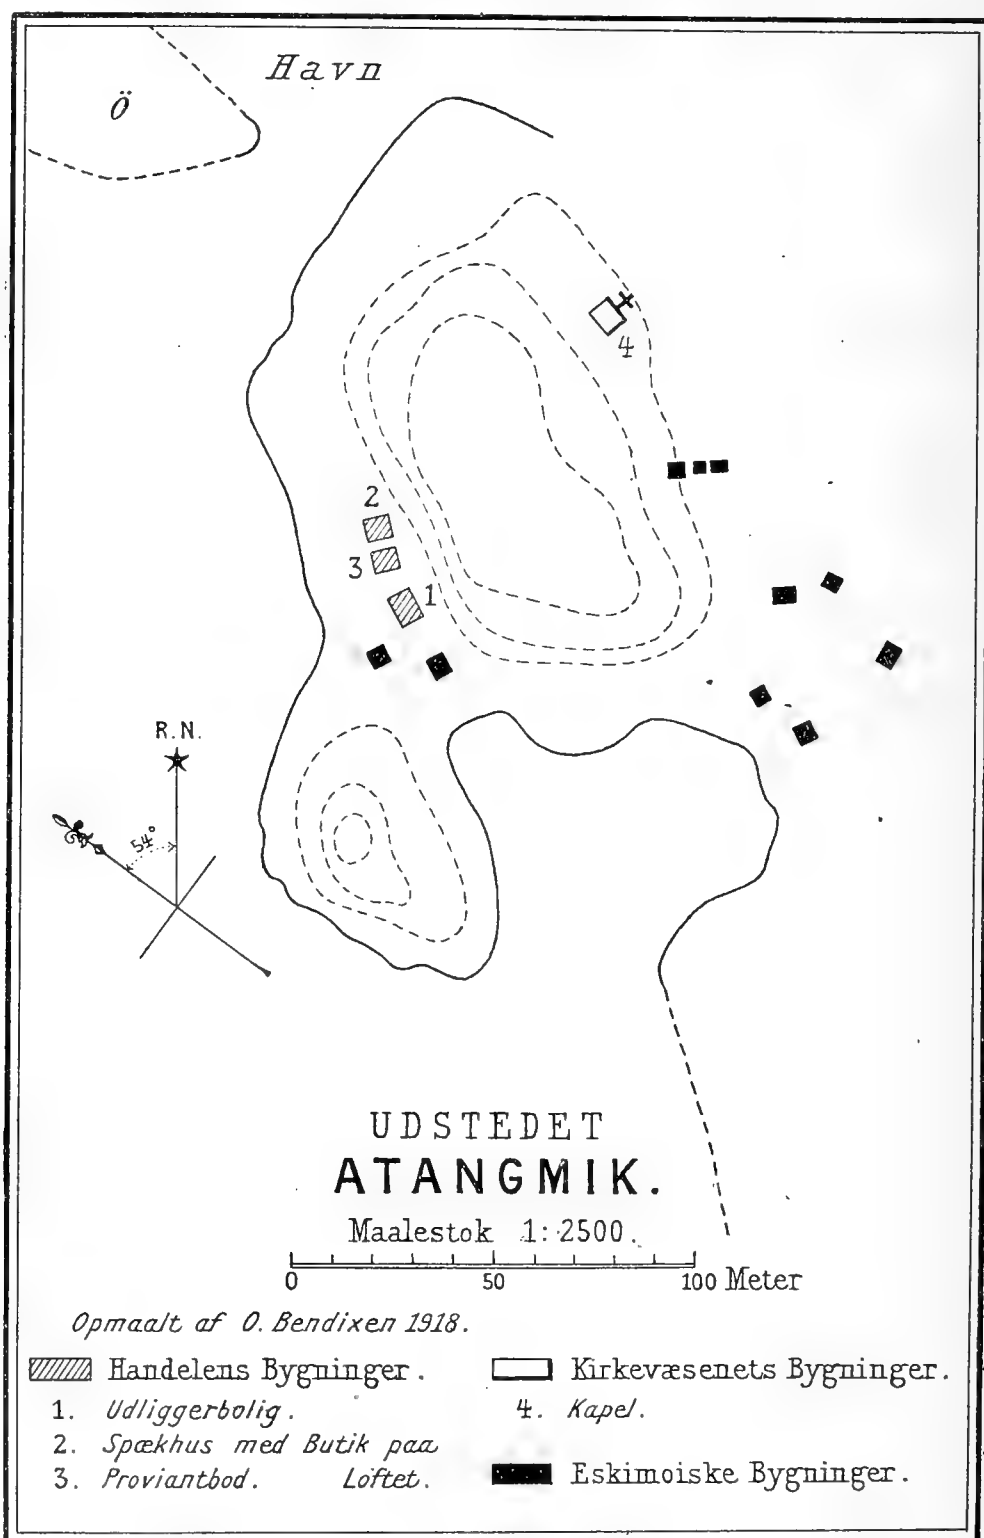 Havn
Ö
4
2
3
1
R.N.
54°
UDSTEDET
ATANGMIK.
Maalestok 1:2500.
0 50 100 Meter
Opmaalt af O. Bendixen 1918.
Handelens Bygninger.
1. Udliggerbolig.
2. Spækhus med Butik paa
3. Proviantbod. Loftet.
Kirkevæsenets Bygninger.
4. Kapel.
Eskimoiske Bygninger.